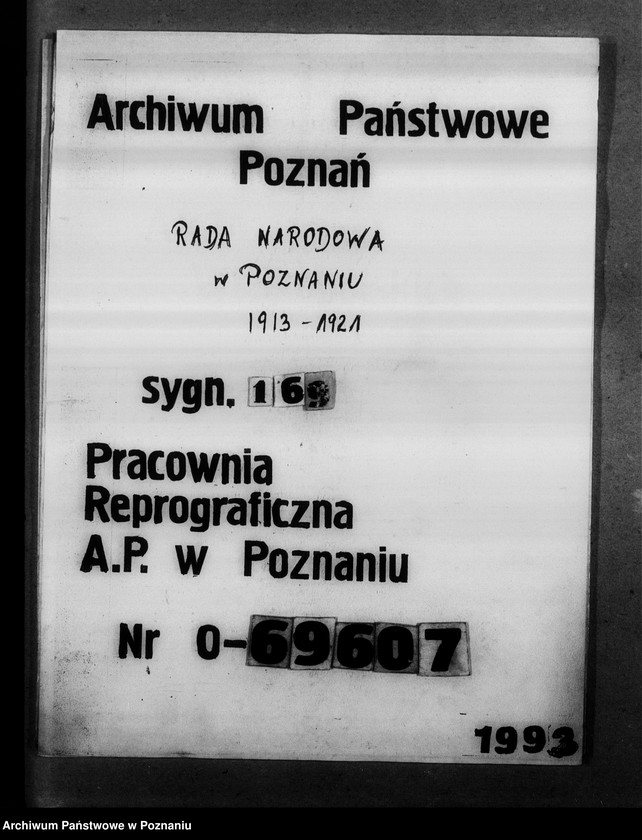 Archiwum Państwowe
Poznań
RADA NARODOWA
w POZNANIU
1913-1921
sygn. 169
Pracownia
Reprograficzna
A.P. w Poznaniu
Nr 0-69607
1993
Archiwum Państwowe w Poznaniu